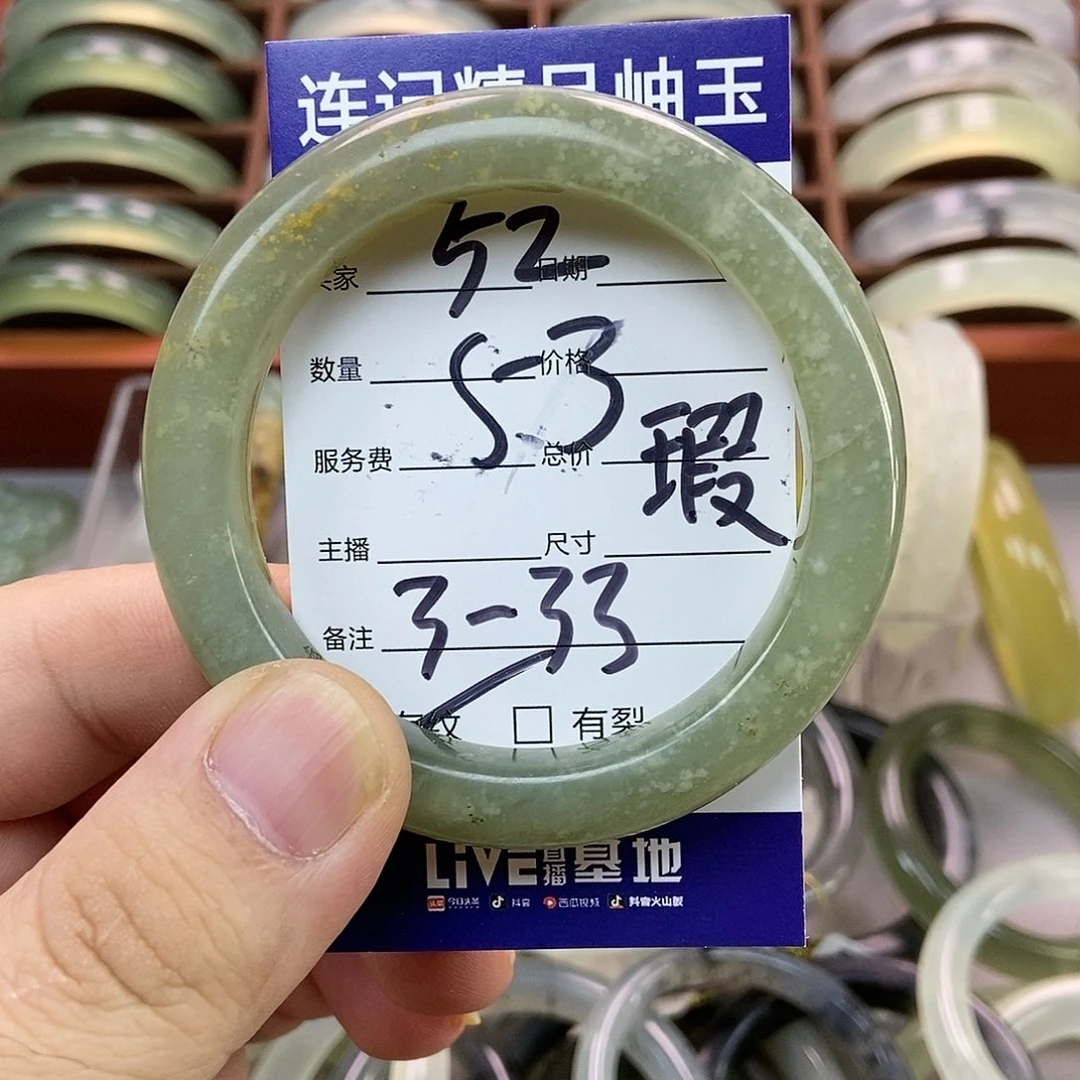 连记精品岫玉
52
家 日期
5-3
数量 价格
服务费 总价
瑕
主播 尺寸
3-33
备注
纹 有裂
LiVE直播基地
今日头条 抖音 西瓜视频 抖音火山版